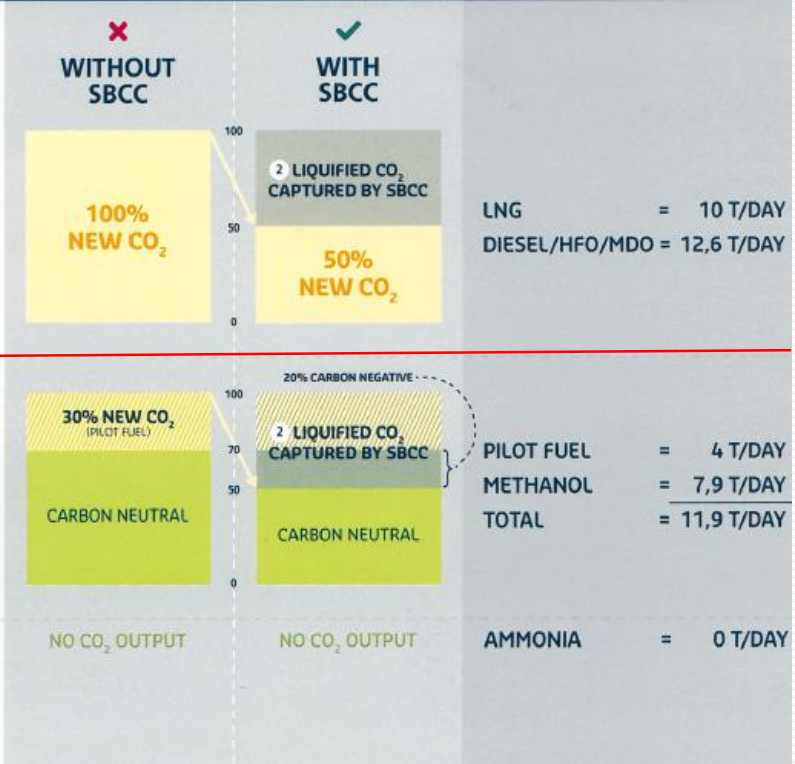 WITHOUT
SBCC
WITH
SBCC
100
50
0
100%
NEW CO₂
2 LIQUIFIED CO₂
CAPTURED BY SBCC
50%
NEW CO₂
LNG = 10 T/DAY
DIESEL/HFO/MDO = 12,6 T/DAY
20% CARBON NEGATIVE
100
70
50
0
30% NEW CO₂
(PILOT FUEL)
CARBON NEUTRAL
2 LIQUIFIED CO₂
CAPTURED BY SBCC
CARBON NEUTRAL
PILOT FUEL = 4 T/DAY
METHANOL = 7,9 T/DAY
TOTAL = 11,9 T/DAY
NO CO₂ OUTPUT
NO CO₂ OUTPUT
AMMONIA = 0 T/DAY